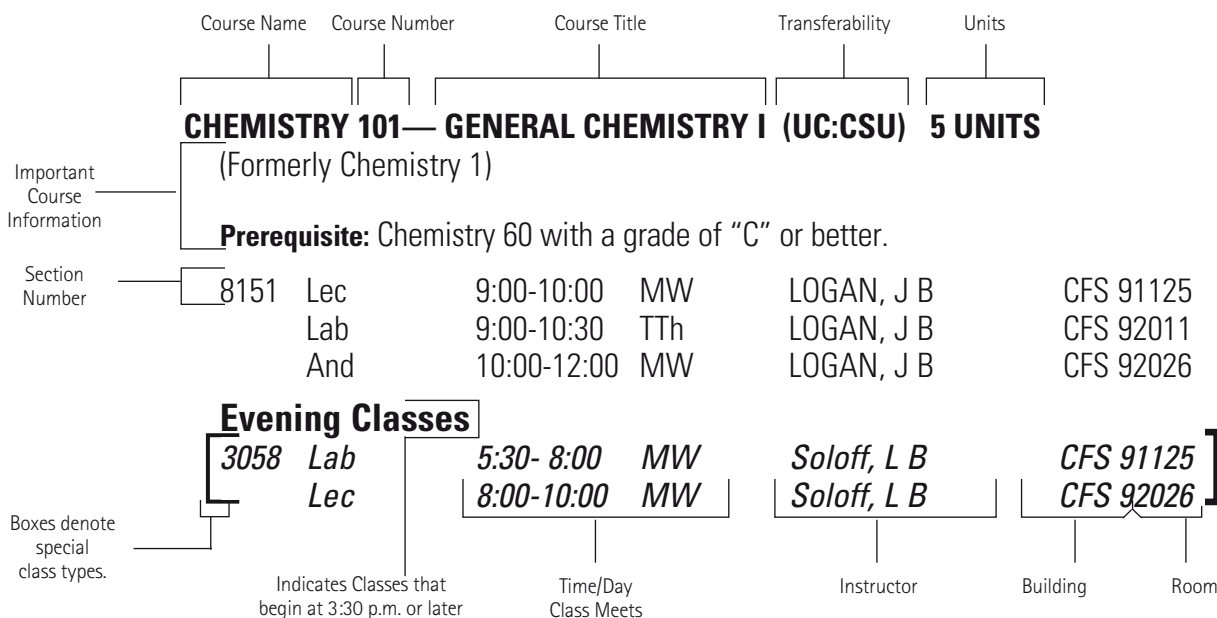 Course Name Course Number Course Title Transferability Units
CHEMISTRY 101— GENERAL CHEMISTRY I (UC:CSU) 5 UNITS
(Formerly Chemistry 1)
Important
Course
Information
Prerequisite: Chemistry 60 with a grade of “C” or better.
Section
Number
8151 Lec 9:00-10:00 MW LOGAN, J B CFS 91125
Lab 9:00-10:30 TTh LOGAN, J B CFS 92011
And 10:00-12:00 MW LOGAN, J B CFS 92026
Evening Classes
3058 Lab 5:30- 8:00 MW Soloff, L B CFS 91125
Lec 8:00-10:00 MW Soloff, L B CFS 92026
Boxes denote
special
class types.
Indicates Classes that
begin at 3:30 p.m. or later
Time/Day
Class Meets
Instructor
Building
Room